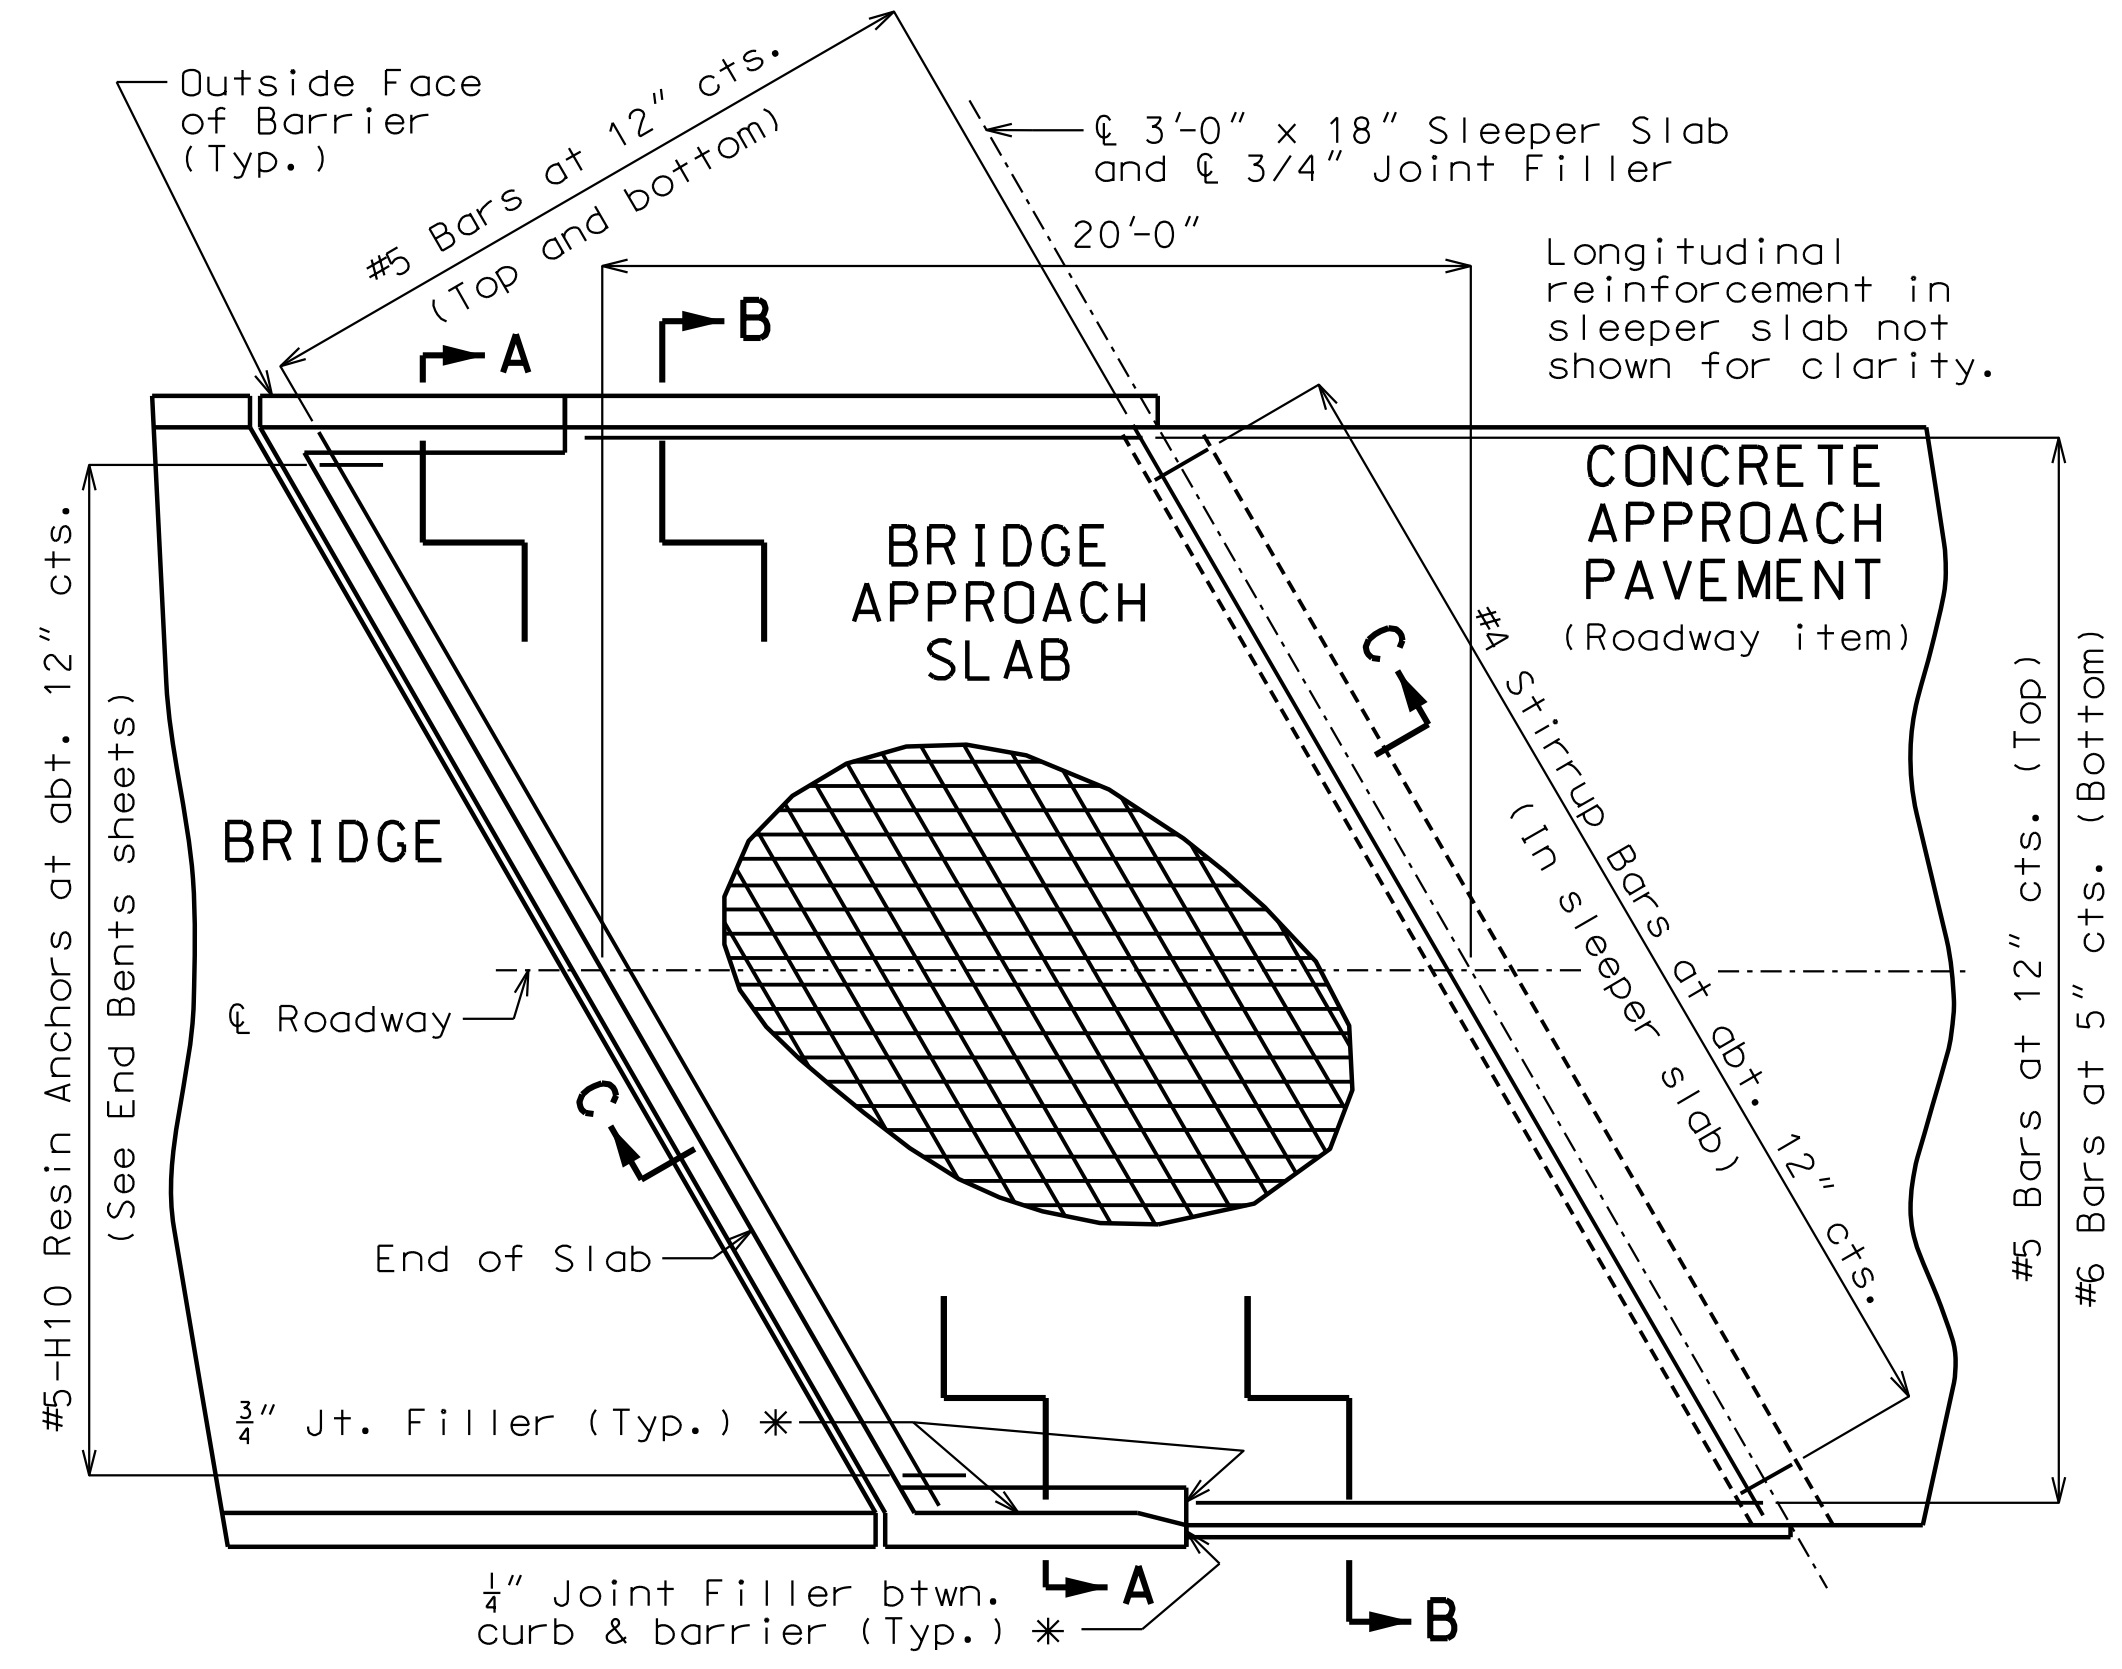 Outside Face
of Barrier
(Typ.)
#5 Bars at 12" cts.
(Top and bottom)
℄ 3'-0" x 18" Sleeper Slab
and ℄ 3/4" Joint Filler
20'-0"
Longitudinal
reinforcement in
sleeper slab not
shown for clarity.
A
B
CONCRETE
APPROACH
PAVEMENT
(Roadway item)
BRIDGE
APPROACH
SLAB
C
#4 Stirrup Bars at abt. 12" cts.
(In sleeper slab)
#5-H10 Resin Anchors at abt. 12" cts.
(See End Bents sheets)
BRIDGE
#5 Bars at 12" cts. (Top)
#6 Bars at 5" cts. (Bottom)
℄ Roadway
C
End of Slab
3/4" Jt. Filler (Typ.) *
1/4" Joint Filler btwn.
curb & barrier (Typ.) *
A
B